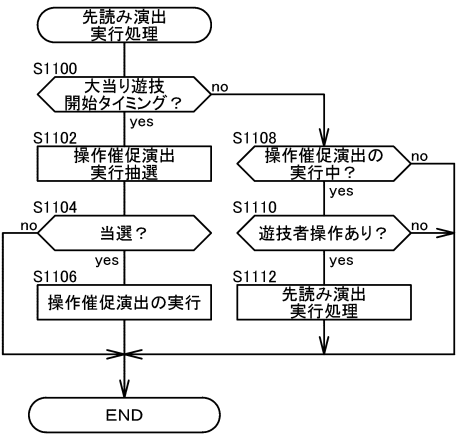 先読み演出
実行処理
S1100
大当り遊技
開始タイミング？
no
yes
S1102
操作催促演出
実行抽選
S1104
当選？
no
yes
S1106
操作催促演出の実行
S1108
操作催促演出の
実行中？
no
yes
S1110
遊技者操作あり？
no
yes
S1112
先読み演出
実行処理
END